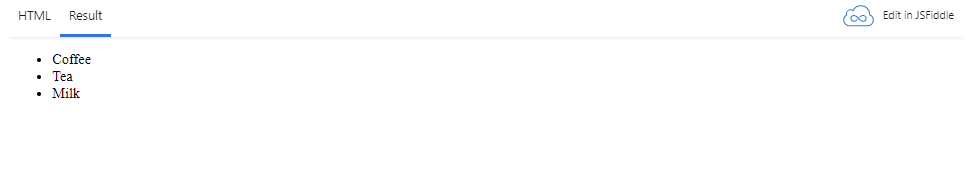 HTML Result Edit in JSFiddle
• Coffee
• Tea
• Milk